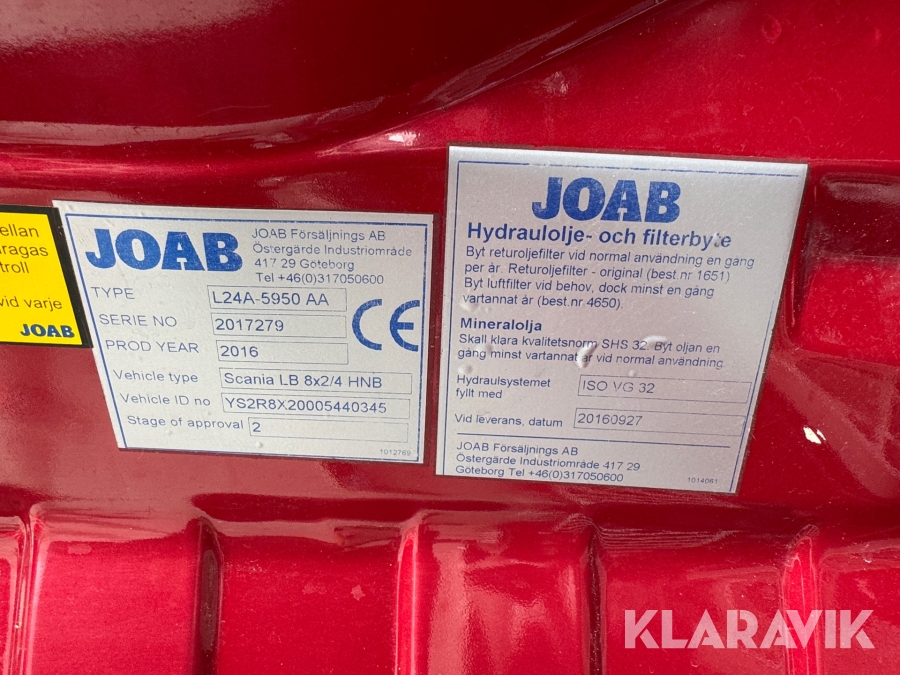 ellan
aragas
troll
vid varje
JOAB
JOAB
JOAB Försäljnings AB
Östergärde Industriområde
417 29 Göteborg
Tel +46(0)317050600
TYPE L24A-5950 AA
SERIE NO 2017279
PROD YEAR 2016
CE
Vehicle type Scania LB 8x2/4 HNB
Vehicle ID no YS2R8X20005440345
Stage of approval 2
1012769
JOAB
Hydraulolje- och filterbyte
Byt returoljefilter vid normal användning en gång
per år. Returoljefilter - original (best.nr 1651)
Byt luftfilter vid behov, dock minst en gång
vartannat år (best.nr 4650).
Mineralolja
Skall klara kvalitetsnorm SHS 32. Byt oljan en
gång minst vartannat år vid normal användning.
Hydraulsystemet
fyllt med ISO VG 32
Vid leverans, datum 20160927
JOAB Försäljnings AB
Östergärde Industriområde 417 29
Göteborg Tel +46(0)317050600
1014061
KLARAVIK